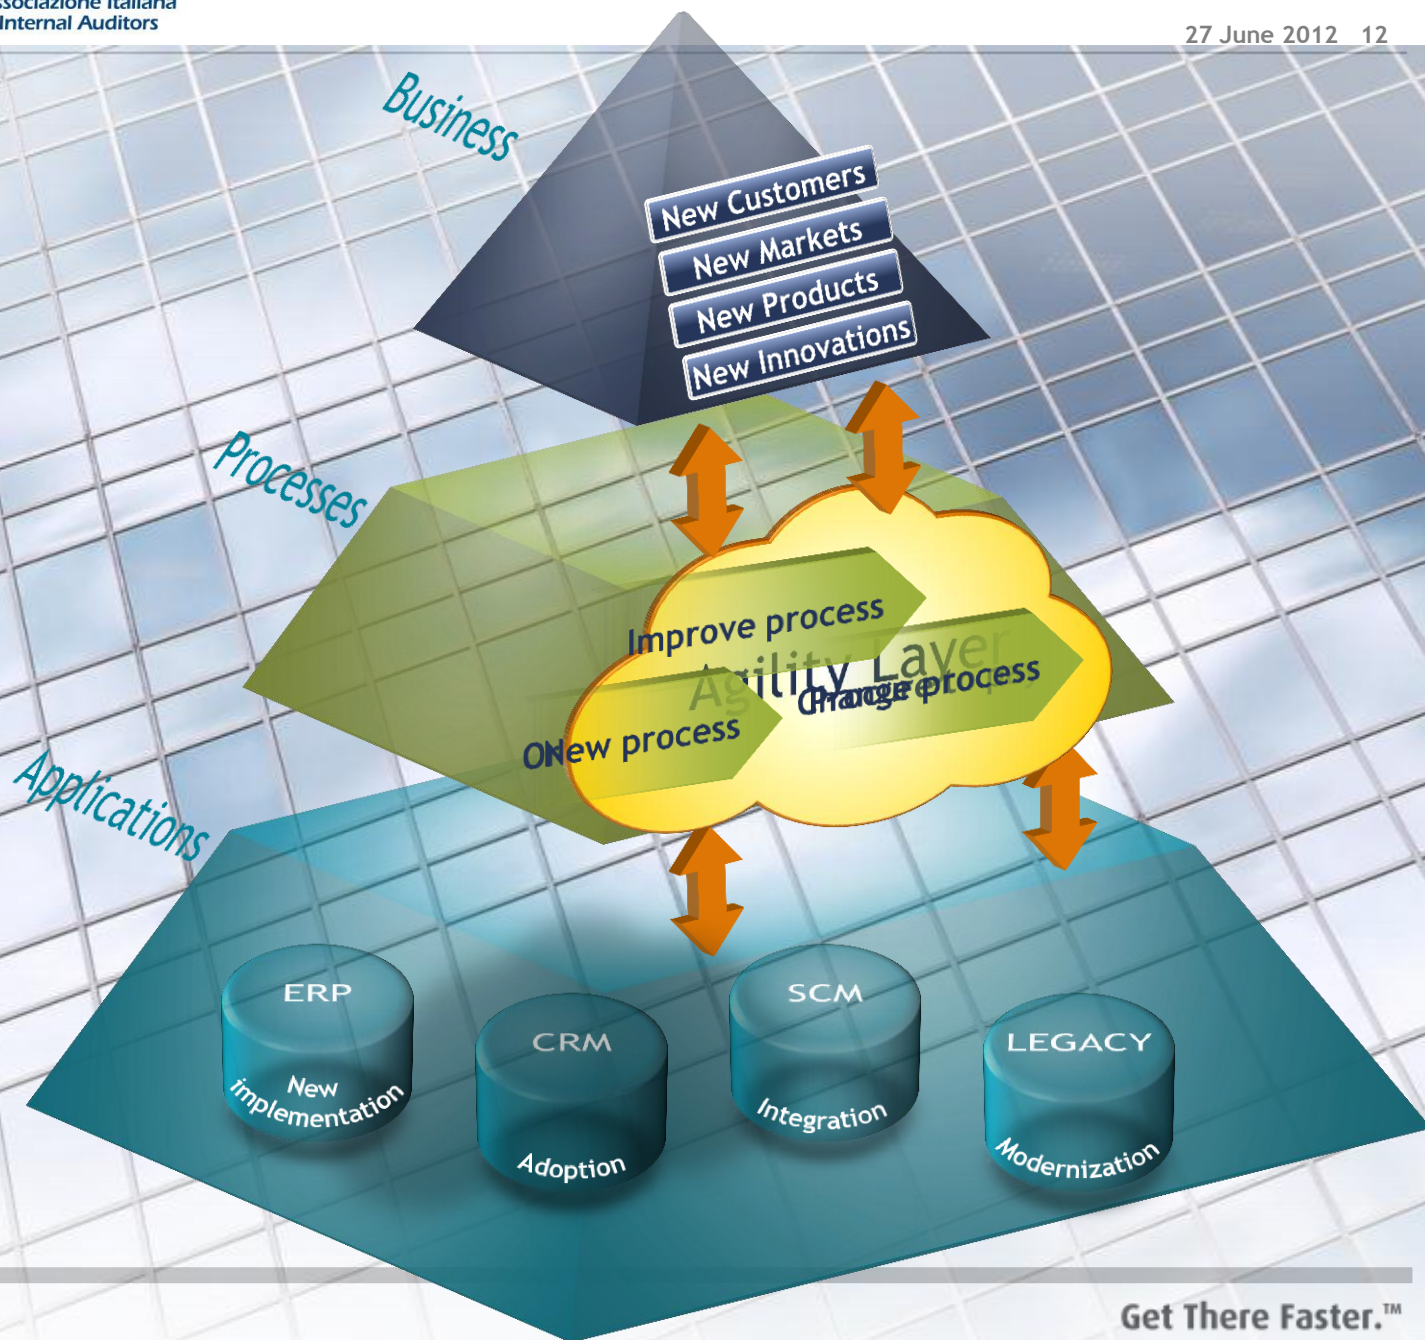 Associazione Italiana
Internal Auditors
27 June 2012 12
Business
New Customers
New Markets
New Products
New Innovations
Processes
Improve process
Agility Layer
Change process
New process
Applications
ERP
New
implementation
CRM
Adoption
SCM
Integration
LEGACY
Modernization
Get There Faster.™